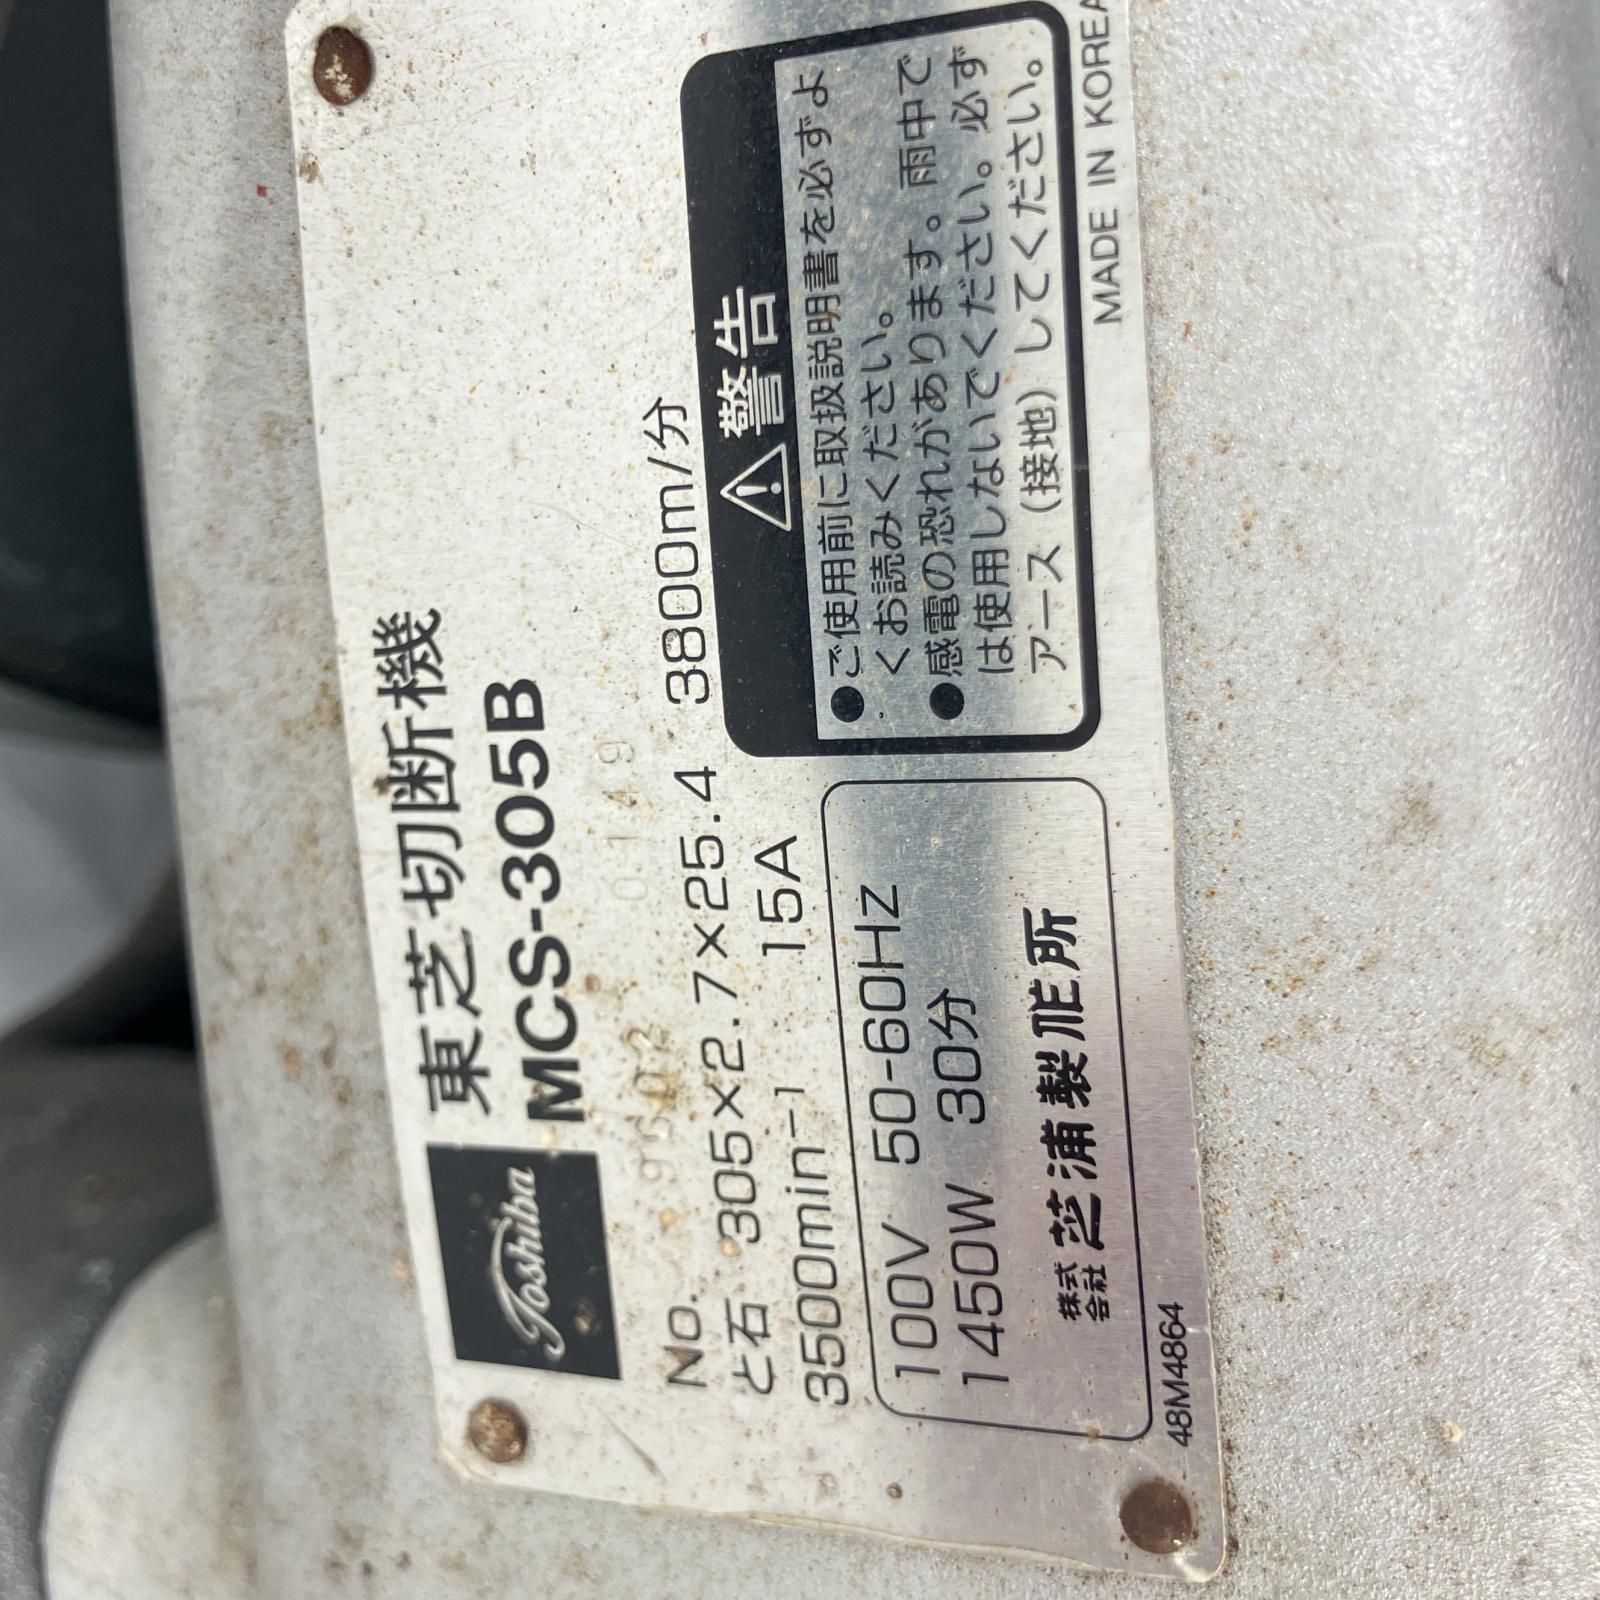 Toshiba
東芝切断機
MCS-305B
No.
と石 305×2.7×25.4 3800m/分
3500min⁻¹ 15A
100V 50-60Hz
1450W 30分
株式会社 芝浦製作所
48M4864
⚠警告
●ご使用前に取扱説明書を必ずよ
くお読みください。
●感電の恐れがあります。雨中で
は使用しないでください。必ず
アース（接地）してください。
MADE IN KOREA